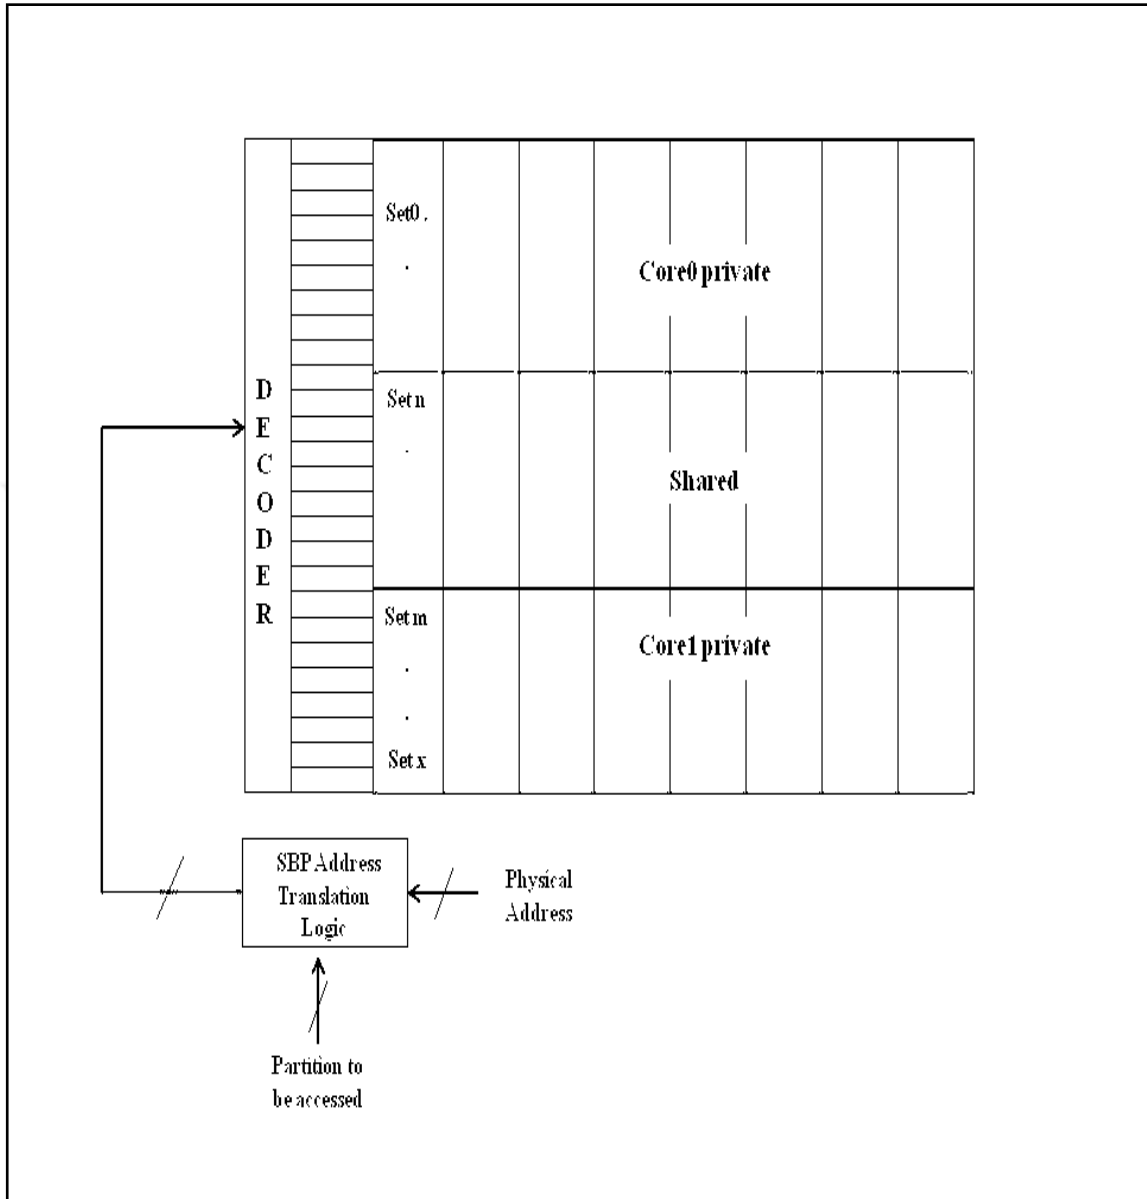 Set0 .
.
Core0 private
D
E
C
O
D
E
R
Set n
.
Shared
Set m
.
.
Set x
Core1 private
SBP Address
Translation
Logic
Physical
Address
Partition to
be accessed